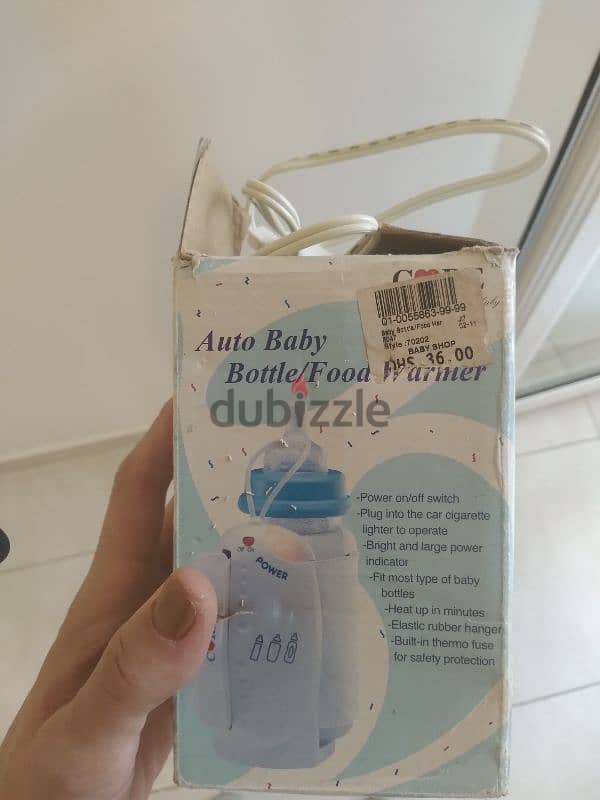 01-0055863-99-99
Baby Bottle/Food War
Style :70202
02-11
BABY SHOP
DHS. 36.00
Auto Baby
Bottle/Food Warmer
dubizzle
-Power on/off switch
-Plug into the car cigarette
lighter to operate
-Bright and large power
indicator
-Fit most type of baby
bottles
-Heat up in minutes
-Elastic rubber hanger
-Built-in thermo fuse
for safety protection
POWER